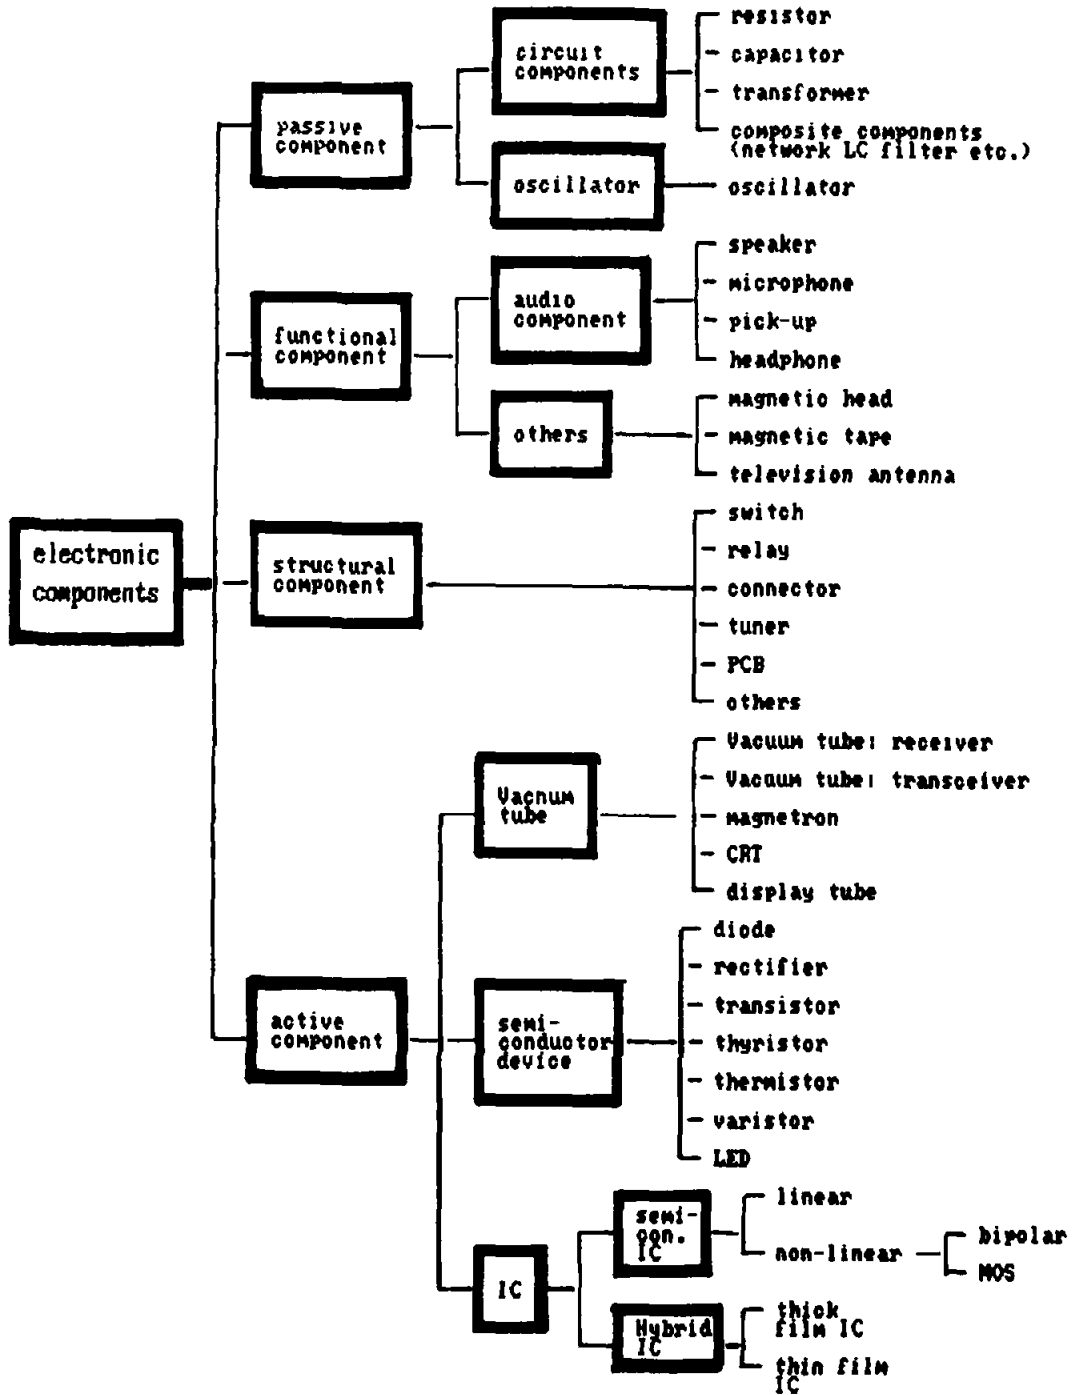 electronic
components
passive
component
circuit
components
resistor
capacitor
transformer
composite components
(network LC filter etc.)
oscillator
oscillator
functional
component
audio
component
speaker
microphone
pick-up
headphone
others
magnetic head
magnetic tape
television antenna
structural
component
switch
relay
connector
tuner
PCB
others
active
component
Vacnum
tube
Vacuum tube: receiver
Vacuum tube: transceiver
magnetron
CRT
display tube
semi-
conductor
device
diode
rectifier
transistor
thyristor
thermistor
varistor
LED
IC
semi-
con.
IC
linear
non-linear
bipolar
MOS
Hybrid
IC
thick
film IC
thin film
IC